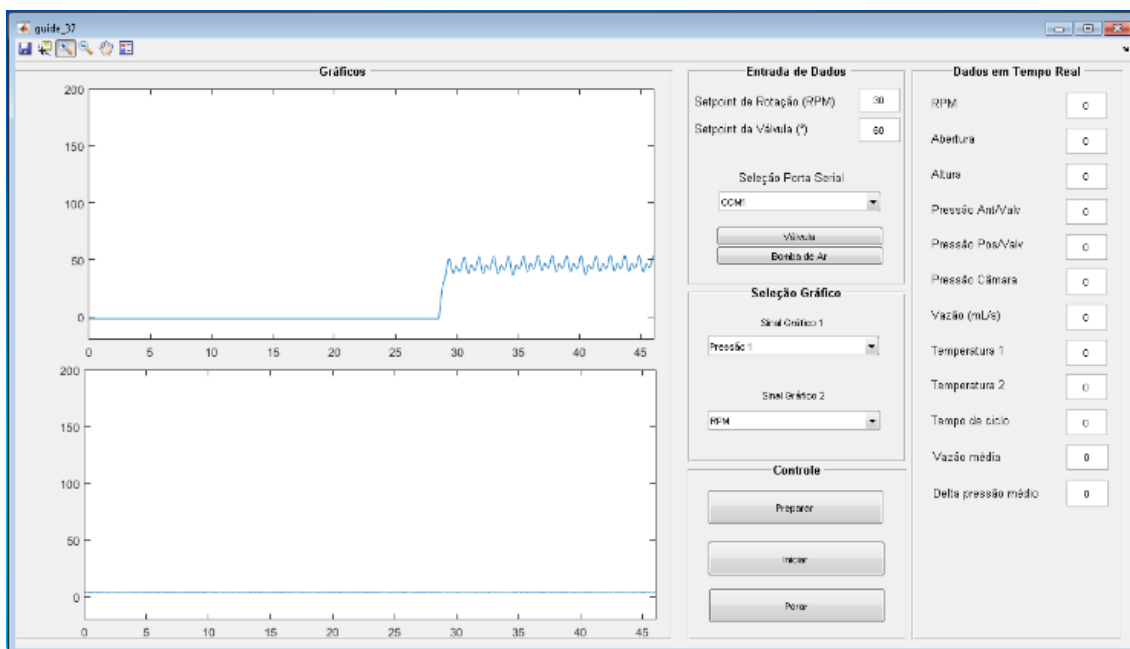 guide_37
Gráficos
200
150
100
50
0
0 5 10 15 20 25 30 35 40 45
200
150
100
50
0
0 5 10 15 20 25 30 35 40 45
Entrada de Dados
Setpoint de Rotação (RPM) 30
Setpoint da Válvula (°) 60
Seleção Porta Serial
COM1
Válvula
Bomba de Ar
Seleção Gráfico
Sinal Gráfico 1
Pressão 1
Sinal Gráfico 2
RPM
Controle
Preparar
Iniciar
Parar
Dados em Tempo Real
RPM 0
Abertura 0
Altura 0
Pressão Ant/Valv 0
Pressão Pos/Valv 0
Pressão Câmara 0
Vazão (mL/s) 0
Temperatura 1 0
Temperatura 2 0
Tempo de ciclo 0
Vazão média 0
Delta pressão médio 0